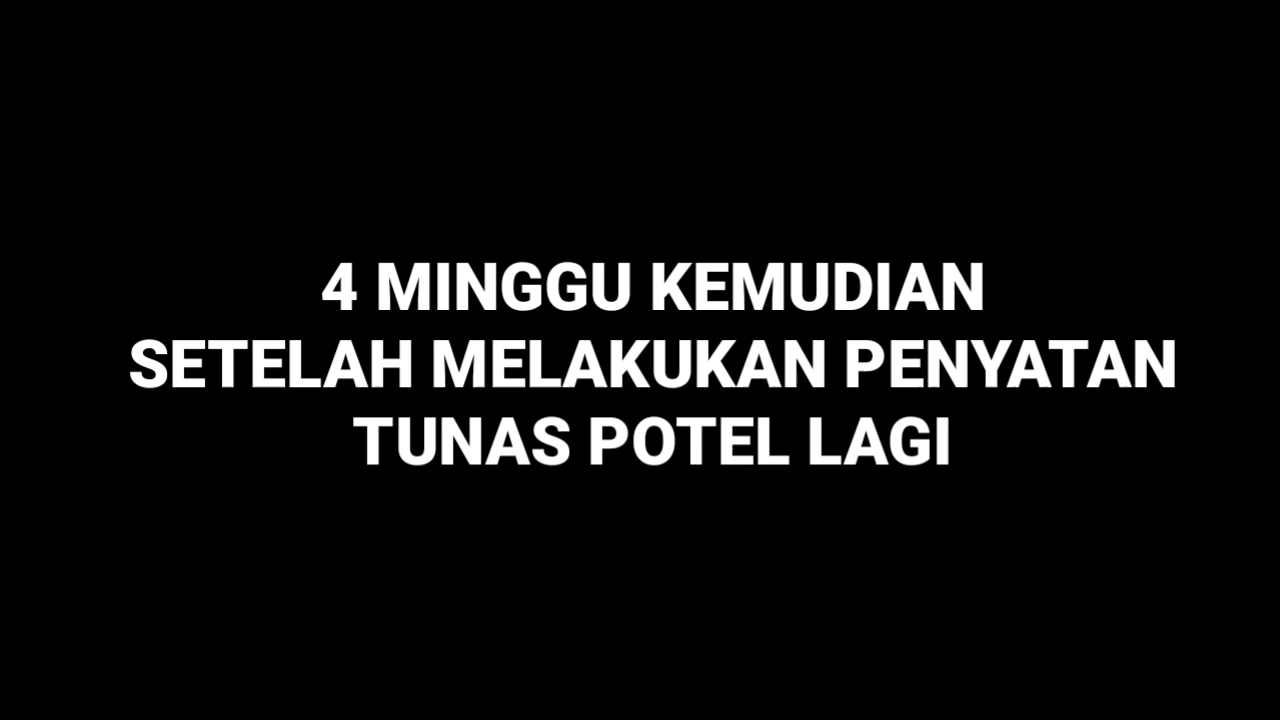 4 MINGGU KEMUDIAN
SETELAH MELAKUKAN PENYATAN
TUNAS POTEL LAGI